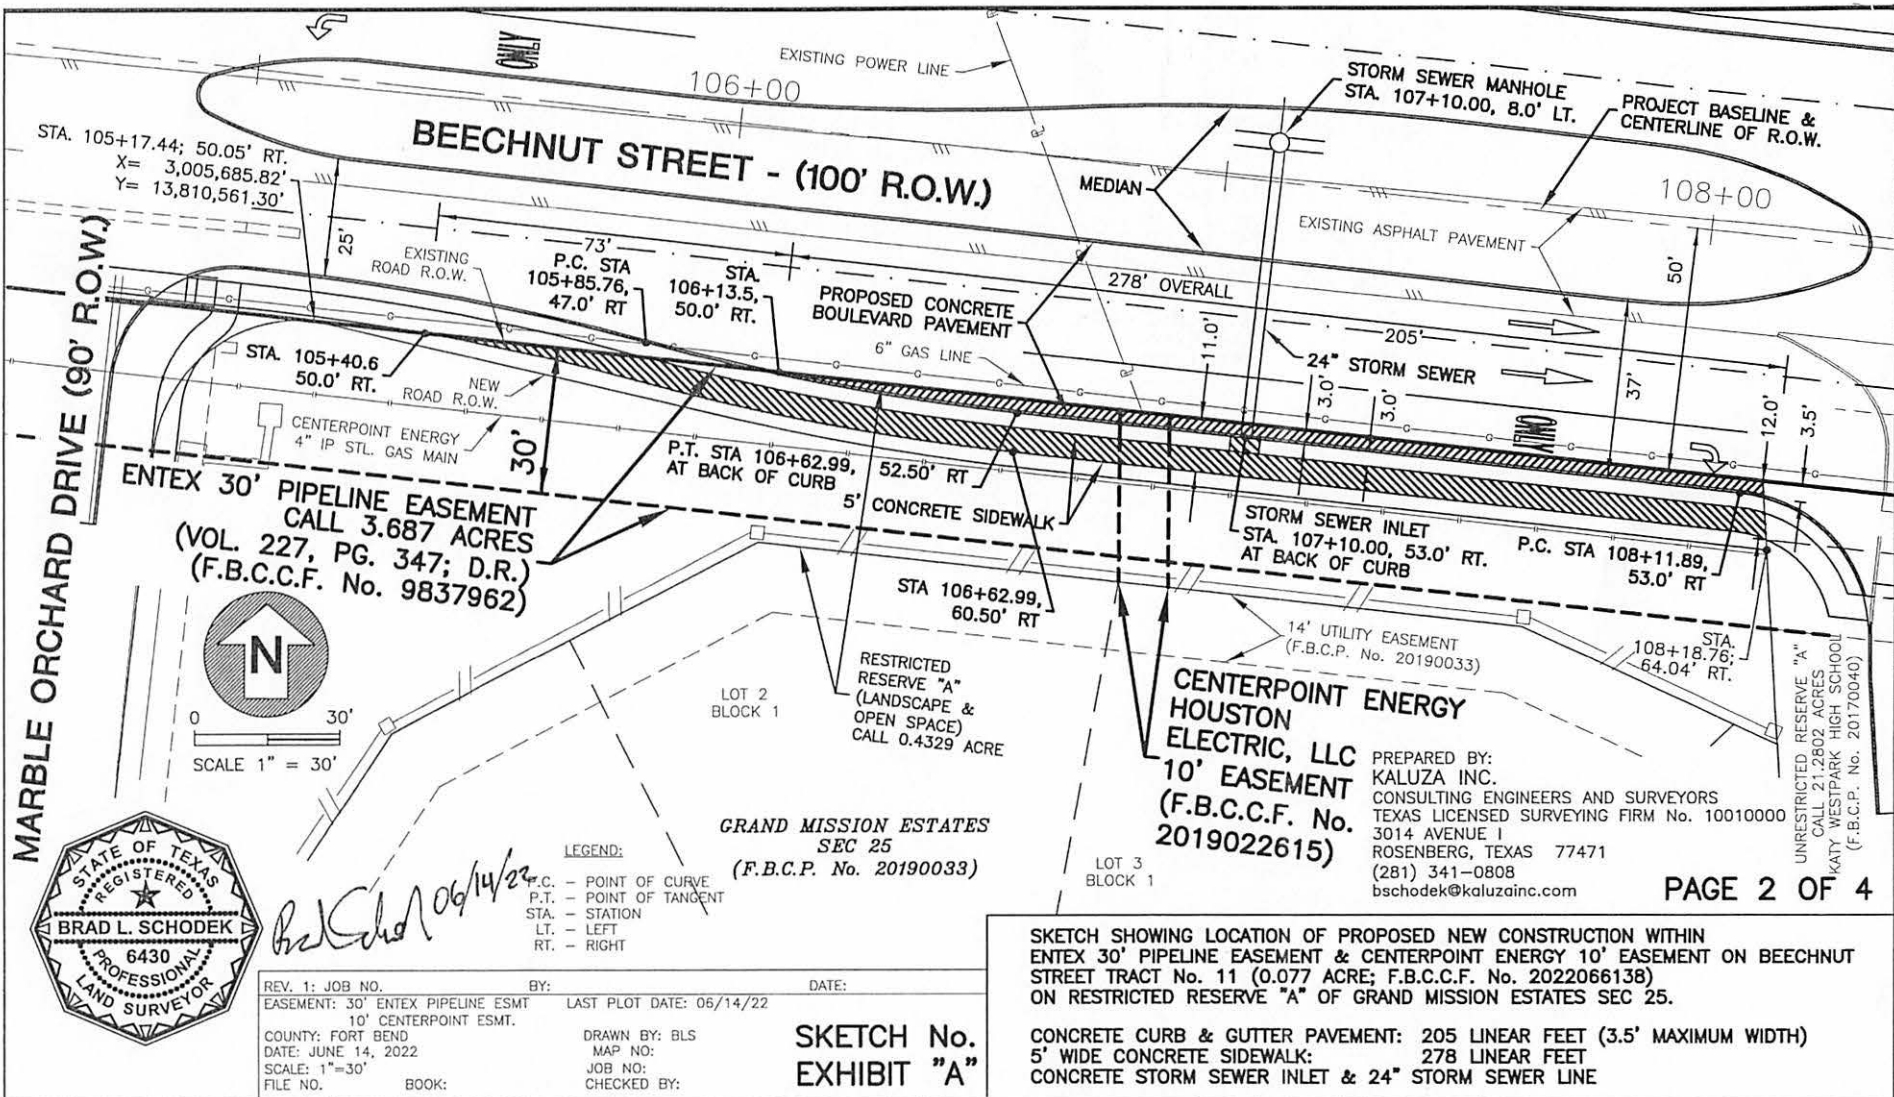 ONLY
EXISTING POWER LINE
106+00
STORM SEWER MANHOLE
STA. 107+10.00, 8.0' LT.
PROJECT BASELINE &
CENTERLINE OF R.O.W.
BEECHNUT STREET - (100' R.O.W.)
MEDIAN
108+00
EXISTING ASPHALT PAVEMENT
STA. 105+17.44; 50.05' RT.
X= 3,005,685.82'
Y= 13,810,561.30'
25'
EXISTING
ROAD R.O.W.
73'
P.C. STA
105+85.76,
47.0' RT
STA.
106+13.5,
50.0' RT.
PROPOSED CONCRETE
BOULEVARD PAVEMENT
278' OVERALL
50'
205'
6" GAS LINE
11.0'
24" STORM SEWER
3.0'
3.0'
37'
ONLY
12.0'
3.5'
MARBLE ORCHARD DRIVE (90' R.O.W.)
STA. 105+40.6
50.0' RT.
NEW
ROAD R.O.W.
CENTERPOINT ENERGY
4" IP STL. GAS MAIN
30'
P.T. STA 106+62.99, 52.50' RT
AT BACK OF CURB
5' CONCRETE SIDEWALK
STORM SEWER INLET
STA. 107+10.00, 53.0' RT.
AT BACK OF CURB
P.C. STA 108+11.89,
53.0' RT
ENTEX 30' PIPELINE EASEMENT
CALL 3.687 ACRES
(VOL. 227, PG. 347; D.R.)
(F.B.C.C.F. No. 9837962)
STA 106+62.99,
60.50' RT
14' UTILITY EASEMENT
(F.B.C.P. No. 20190033)
STA.
108+18.76;
64.04' RT.
UNRESTRICTED RESERVE "A"
CALL 21.2802 ACRES
KATY WESTPARK HIGH SCHOOL
(F.B.C.P. No. 20170040)
N
0 30'
SCALE 1" = 30'
LOT 2
BLOCK 1
RESTRICTED
RESERVE "A"
(LANDSCAPE &
OPEN SPACE)
CALL 0.4329 ACRE
CENTERPOINT ENERGY
HOUSTON
ELECTRIC, LLC
10' EASEMENT
(F.B.C.C.F. No.
2019022615)
PREPARED BY:
KALUZA INC.
CONSULTING ENGINEERS AND SURVEYORS
TEXAS LICENSED SURVEYING FIRM No. 10010000
3014 AVENUE I
ROSENBERG, TEXAS 77471
(281) 341-0808
bschodek@kaluzainc.com
PAGE 2 OF 4
GRAND MISSION ESTATES
SEC 25
(F.B.C.P. No. 20190033)
LOT 3
BLOCK 1
STATE OF TEXAS
REGISTERED
BRAD L. SCHODEK
6430
PROFESSIONAL
LAND SURVEYOR
06/14/22
LEGEND:
P.C. - POINT OF CURVE
P.T. - POINT OF TANGENT
STA. - STATION
LT. - LEFT
RT. - RIGHT
REV. 1: JOB NO. BY: DATE:
EASEMENT: 30' ENTEX PIPELINE ESMT LAST PLOT DATE: 06/14/22
10' CENTERPOINT ESMT.
COUNTY: FORT BEND DRAWN BY: BLS
DATE: JUNE 14, 2022 MAP NO:
SCALE: 1"=30' JOB NO:
FILE NO. BOOK: CHECKED BY:
SKETCH No.
EXHIBIT "A"
SKETCH SHOWING LOCATION OF PROPOSED NEW CONSTRUCTION WITHIN
ENTEX 30' PIPELINE EASEMENT & CENTERPOINT ENERGY 10' EASEMENT ON BEECHNUT
STREET TRACT No. 11 (0.077 ACRE; F.B.C.C.F. No. 2022066138)
ON RESTRICTED RESERVE "A" OF GRAND MISSION ESTATES SEC 25.
CONCRETE CURB & GUTTER PAVEMENT: 205 LINEAR FEET (3.5' MAXIMUM WIDTH)
5' WIDE CONCRETE SIDEWALK: 278 LINEAR FEET
CONCRETE STORM SEWER INLET & 24" STORM SEWER LINE